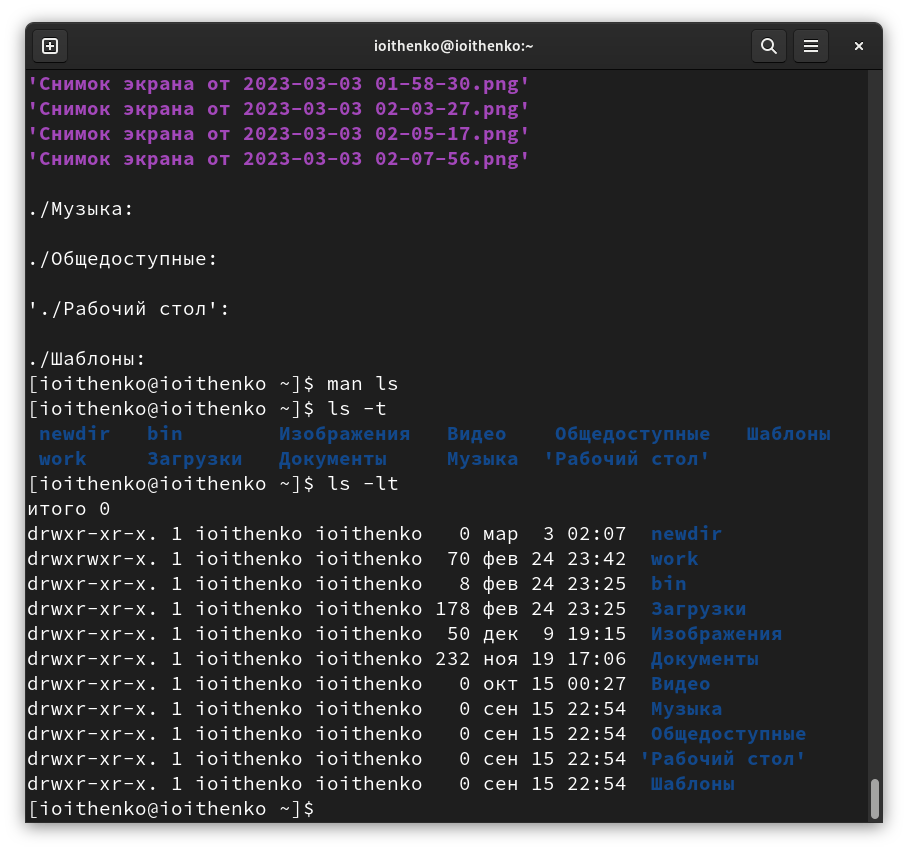 ioithenko@ioithenko:~
'Снимок экрана от 2023-03-03 01-58-30.png'
'Снимок экрана от 2023-03-03 02-03-27.png'
'Снимок экрана от 2023-03-03 02-05-17.png'
'Снимок экрана от 2023-03-03 02-07-56.png'
./Музыка:
./Общедоступные:
'./Рабочий стол':
./Шаблоны:
[ioithenko@ioithenko ~]$ man ls
[ioithenko@ioithenko ~]$ ls -t
newdir   bin        Изображения   Видео    Общедоступные   Шаблоны
work     Загрузки   Документы     Музыка  'Рабочий стол'
[ioithenko@ioithenko ~]$ ls -lt
итого 0
drwxr-xr-x. 1 ioithenko ioithenko   0 мар  3 02:07  newdir
drwxrwxr-x. 1 ioithenko ioithenko  70 фев 24 23:42  work
drwxr-xr-x. 1 ioithenko ioithenko   8 фев 24 23:25  bin
drwxr-xr-x. 1 ioithenko ioithenko 178 фев 24 23:25  Загрузки
drwxr-xr-x. 1 ioithenko ioithenko  50 дек  9 19:15  Изображения
drwxr-xr-x. 1 ioithenko ioithenko 232 ноя 19 17:06  Документы
drwxr-xr-x. 1 ioithenko ioithenko   0 окт 15 00:27  Видео
drwxr-xr-x. 1 ioithenko ioithenko   0 сен 15 22:54  Музыка
drwxr-xr-x. 1 ioithenko ioithenko   0 сен 15 22:54  Общедоступные
drwxr-xr-x. 1 ioithenko ioithenko   0 сен 15 22:54 'Рабочий стол'
drwxr-xr-x. 1 ioithenko ioithenko   0 сен 15 22:54  Шаблоны
[ioithenko@ioithenko ~]$